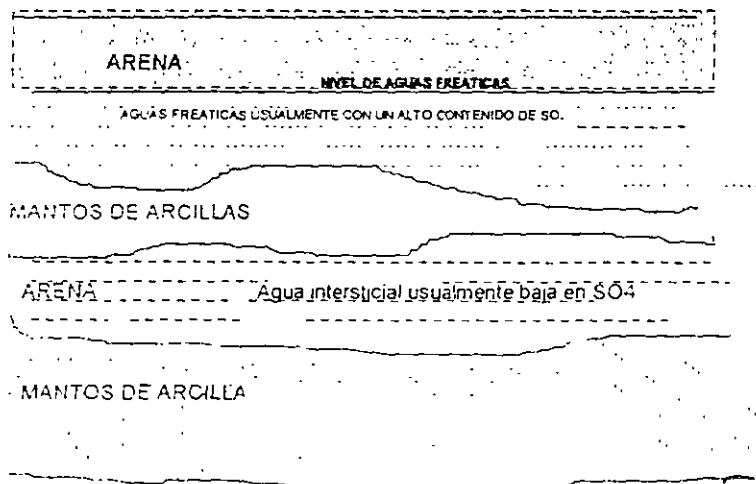 ARENA
NIVEL DE AGUAS FREATICAS
AGUAS FREATICAS USUALMENTE CON UN ALTO CONTENIDO DE SO.
MANTOS DE ARCILLAS
ARENA Agua intersticial usualmente baja en SO4
MANTOS DE ARCILLA